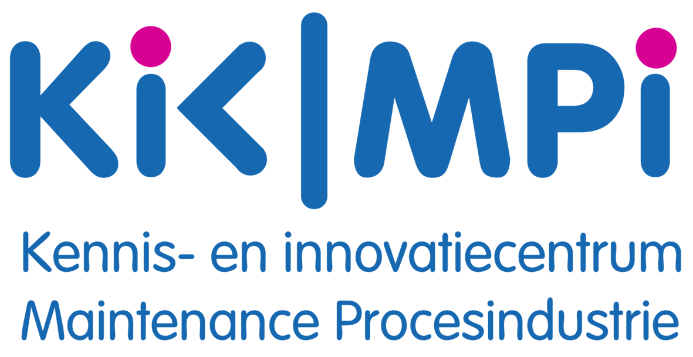 KiK|MPi
Kennis- en innovatiecentrum
Maintenance Procesindustrie